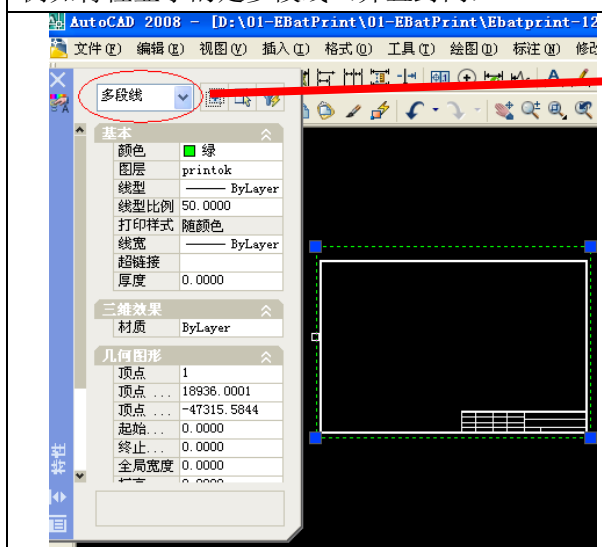 AutoCAD 2008 - [D:\01-EBatPrint\01-EBatPrint\Ebatprint-12
文件(F) 编辑(E) 视图(V) 插入(I) 格式(O) 工具(T) 绘图(D) 标注(N) 修改
多段线
基本
颜色 绿
图层 printok
线型 ByLayer
线型比例 50.0000
打印样式 随颜色
线宽 ByLayer
超链接
厚度 0.0000
三维效果
材质 ByLayer
几何图形
顶点 1
顶点 ... 18936.0001
顶点 ... -47315.5844
起始... 0.0000
终止... 0.0000
全局宽度 0.0000
特性